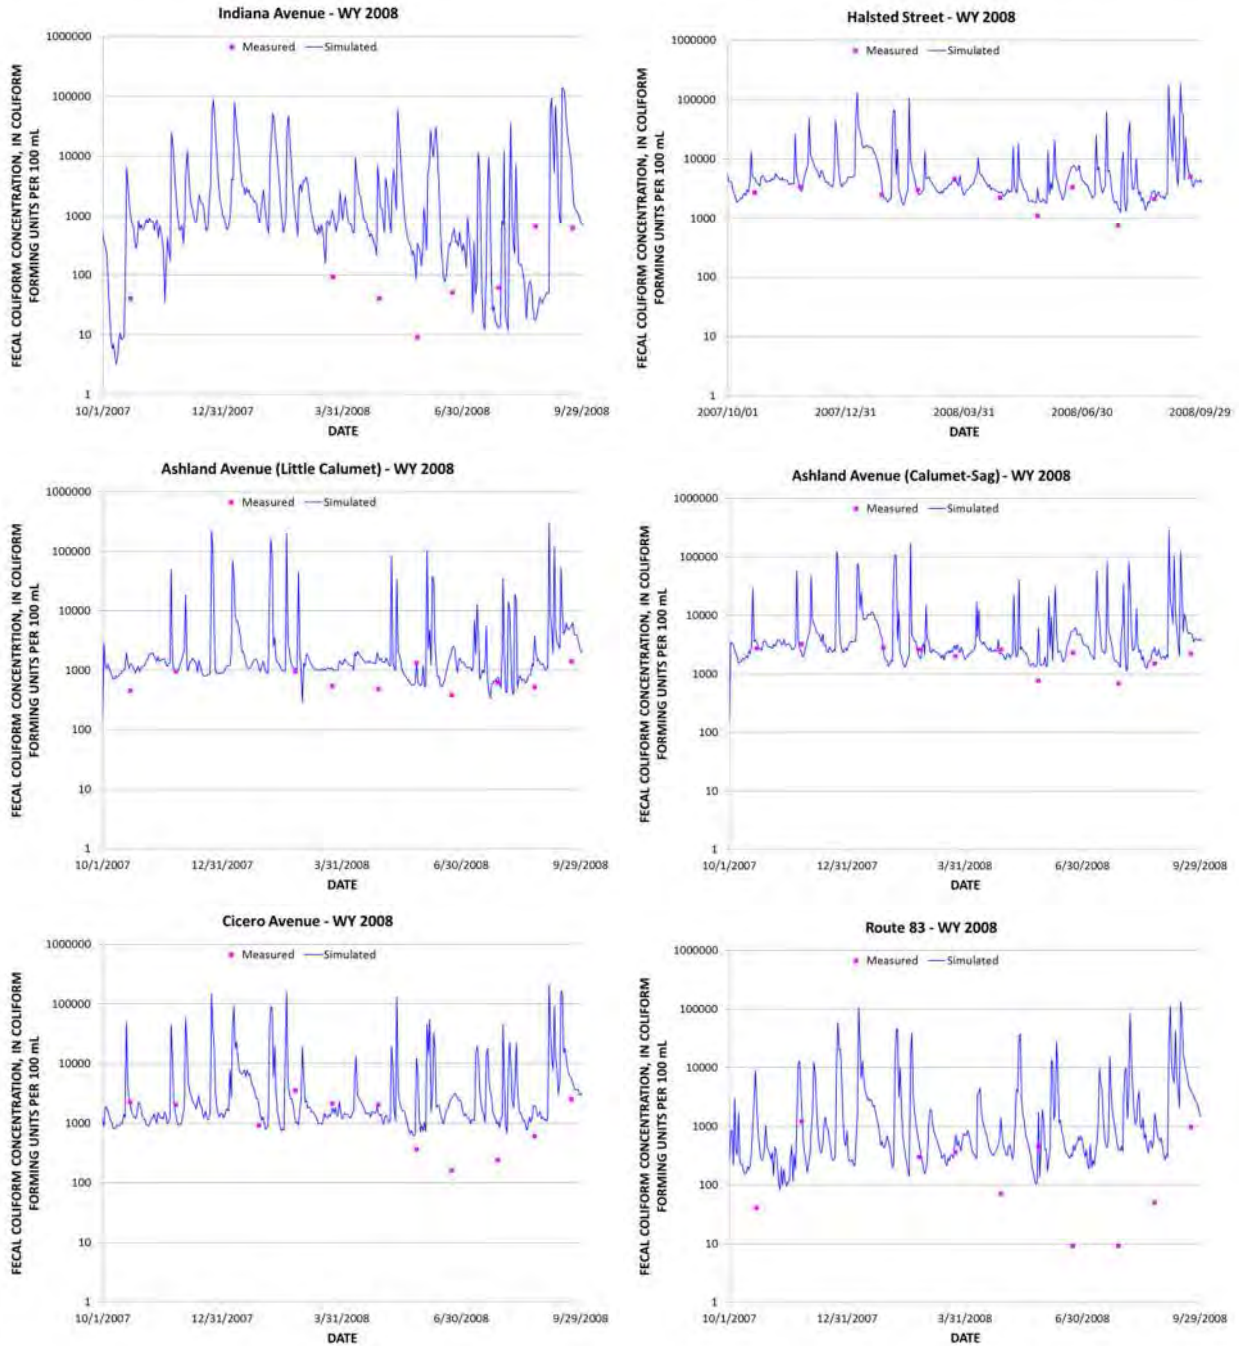 Indiana Avenue - WY 2008
Measured Simulated
FECAL COLIFORM CONCENTRATION, IN COLIFORM
FORMING UNITS PER 100 mL
1000000
100000
10000
1000
100
10
1
10/1/2007 12/31/2007 3/31/2008 6/30/2008 9/29/2008
DATE
Halsted Street - WY 2008
Measured Simulated
FECAL COLIFORM CONCENTRATION, IN COLIFORM
FORMING UNITS PER 100 mL
1000000
100000
10000
1000
100
10
1
2007/10/01 2007/12/31 2008/03/31 2008/06/30 2008/09/29
DATE
Ashland Avenue (Little Calumet) - WY 2008
Measured Simulated
FECAL COLIFORM CONCENTRTION, IN COLIFORM
FORMING UNITS PER 100 mL
1000000
100000
10000
1000
100
10
1
10/1/2007 12/31/2007 3/31/2008 6/30/2008 9/29/2008
DATE
Ashland Avenue (Calumet-Sag) - WY 2008
Measured Simulated
FECAL COLIFORM CONCENRATION, IN COLIFORM
FORMING UNITS PER 100 mL
1000000
100000
10000
1000
100
10
1
10/1/2007 12/31/2007 3/31/2008 6/30/2008 9/29/2008
DATE
Cicero Avenue - WY 2008
Measured Simulated
FECAL COLIFORM CONCENTRATION, IN COLIFORM
FORMING UNITS PER 100 mL
1000000
100000
10000
1000
100
10
1
10/1/2007 12/31/2007 3/31/2008 6/30/2008 9/29/2008
DATE
Route 83 - WY 2008
Measured Simulated
FECAL COLIFORM CONCENTRATION, IN COLIFORM
FORMING UNITS PER 100 mL
1000000
100000
10000
1000
100
10
1
10/1/2007 12/31/2007 3/31/2008 6/30/2008 9/29/2008
DATE